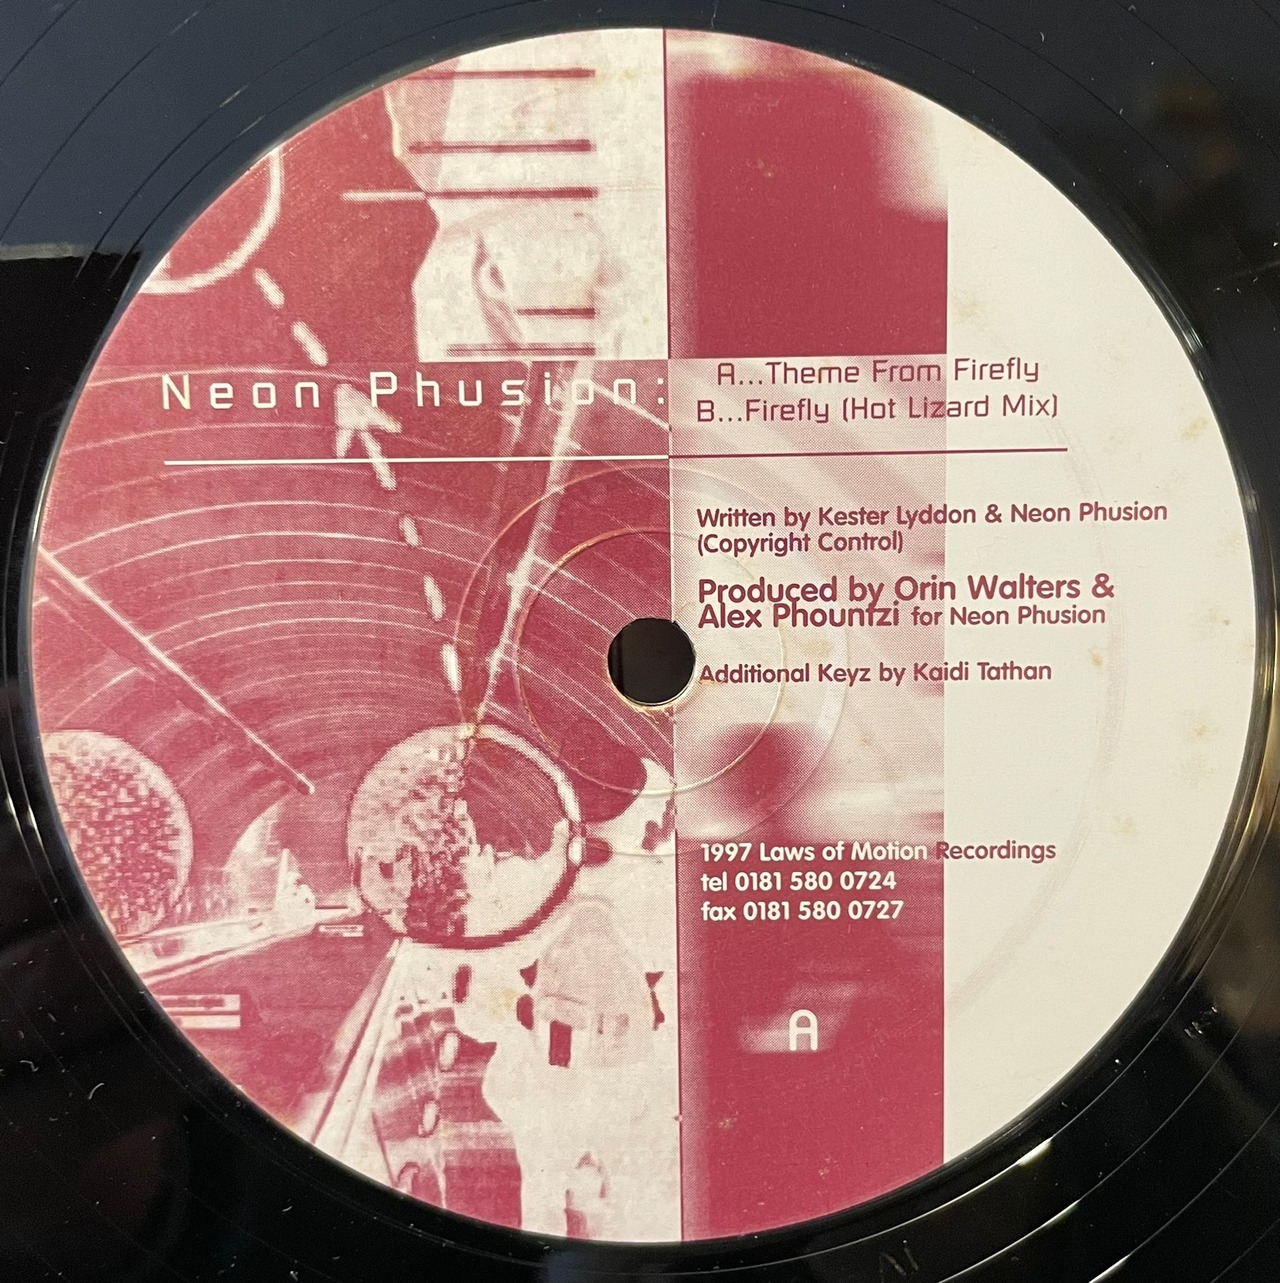 Neon Phusion:
A...Theme From Firefly
B...Firefly (Hot Lizard Mix)
Written by Kester Lyddon & Neon Phusion
(Copyright Control)
Produced by Orin Walters &
Alex Phountzi for Neon Phusion
Additional Keyz by Kaidi Tathan
1997 Laws of Motion Recordings
tel 0181 580 0724
fax 0181 580 0727
A